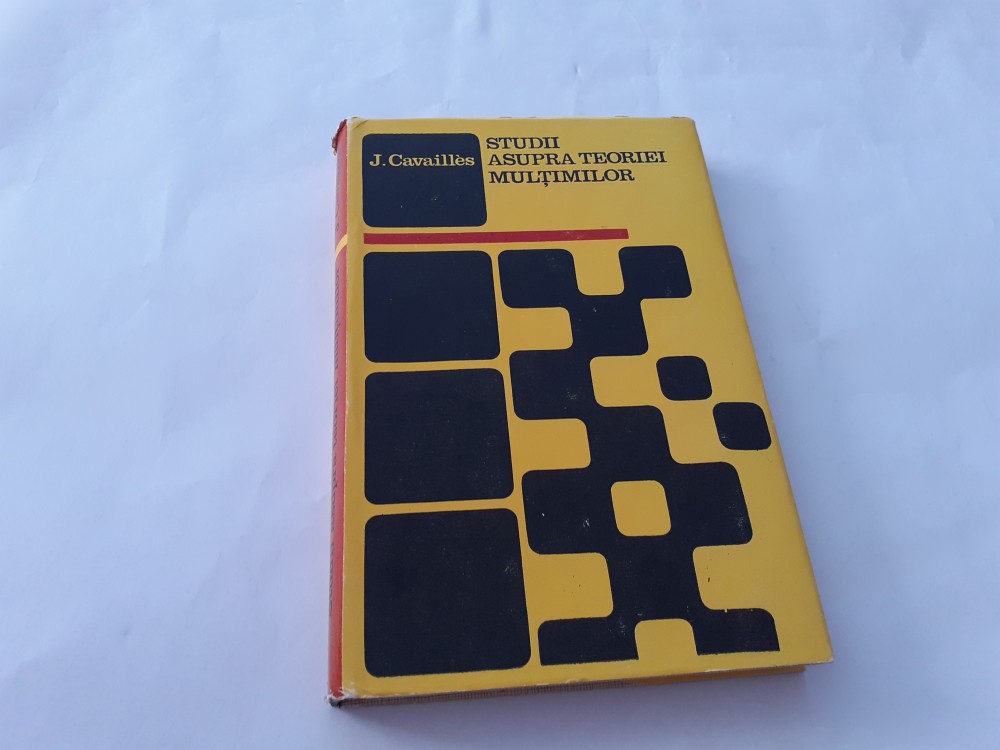 J. Cavaillès
STUDII
ASUPRA TEORIEI
MULȚIMILOR